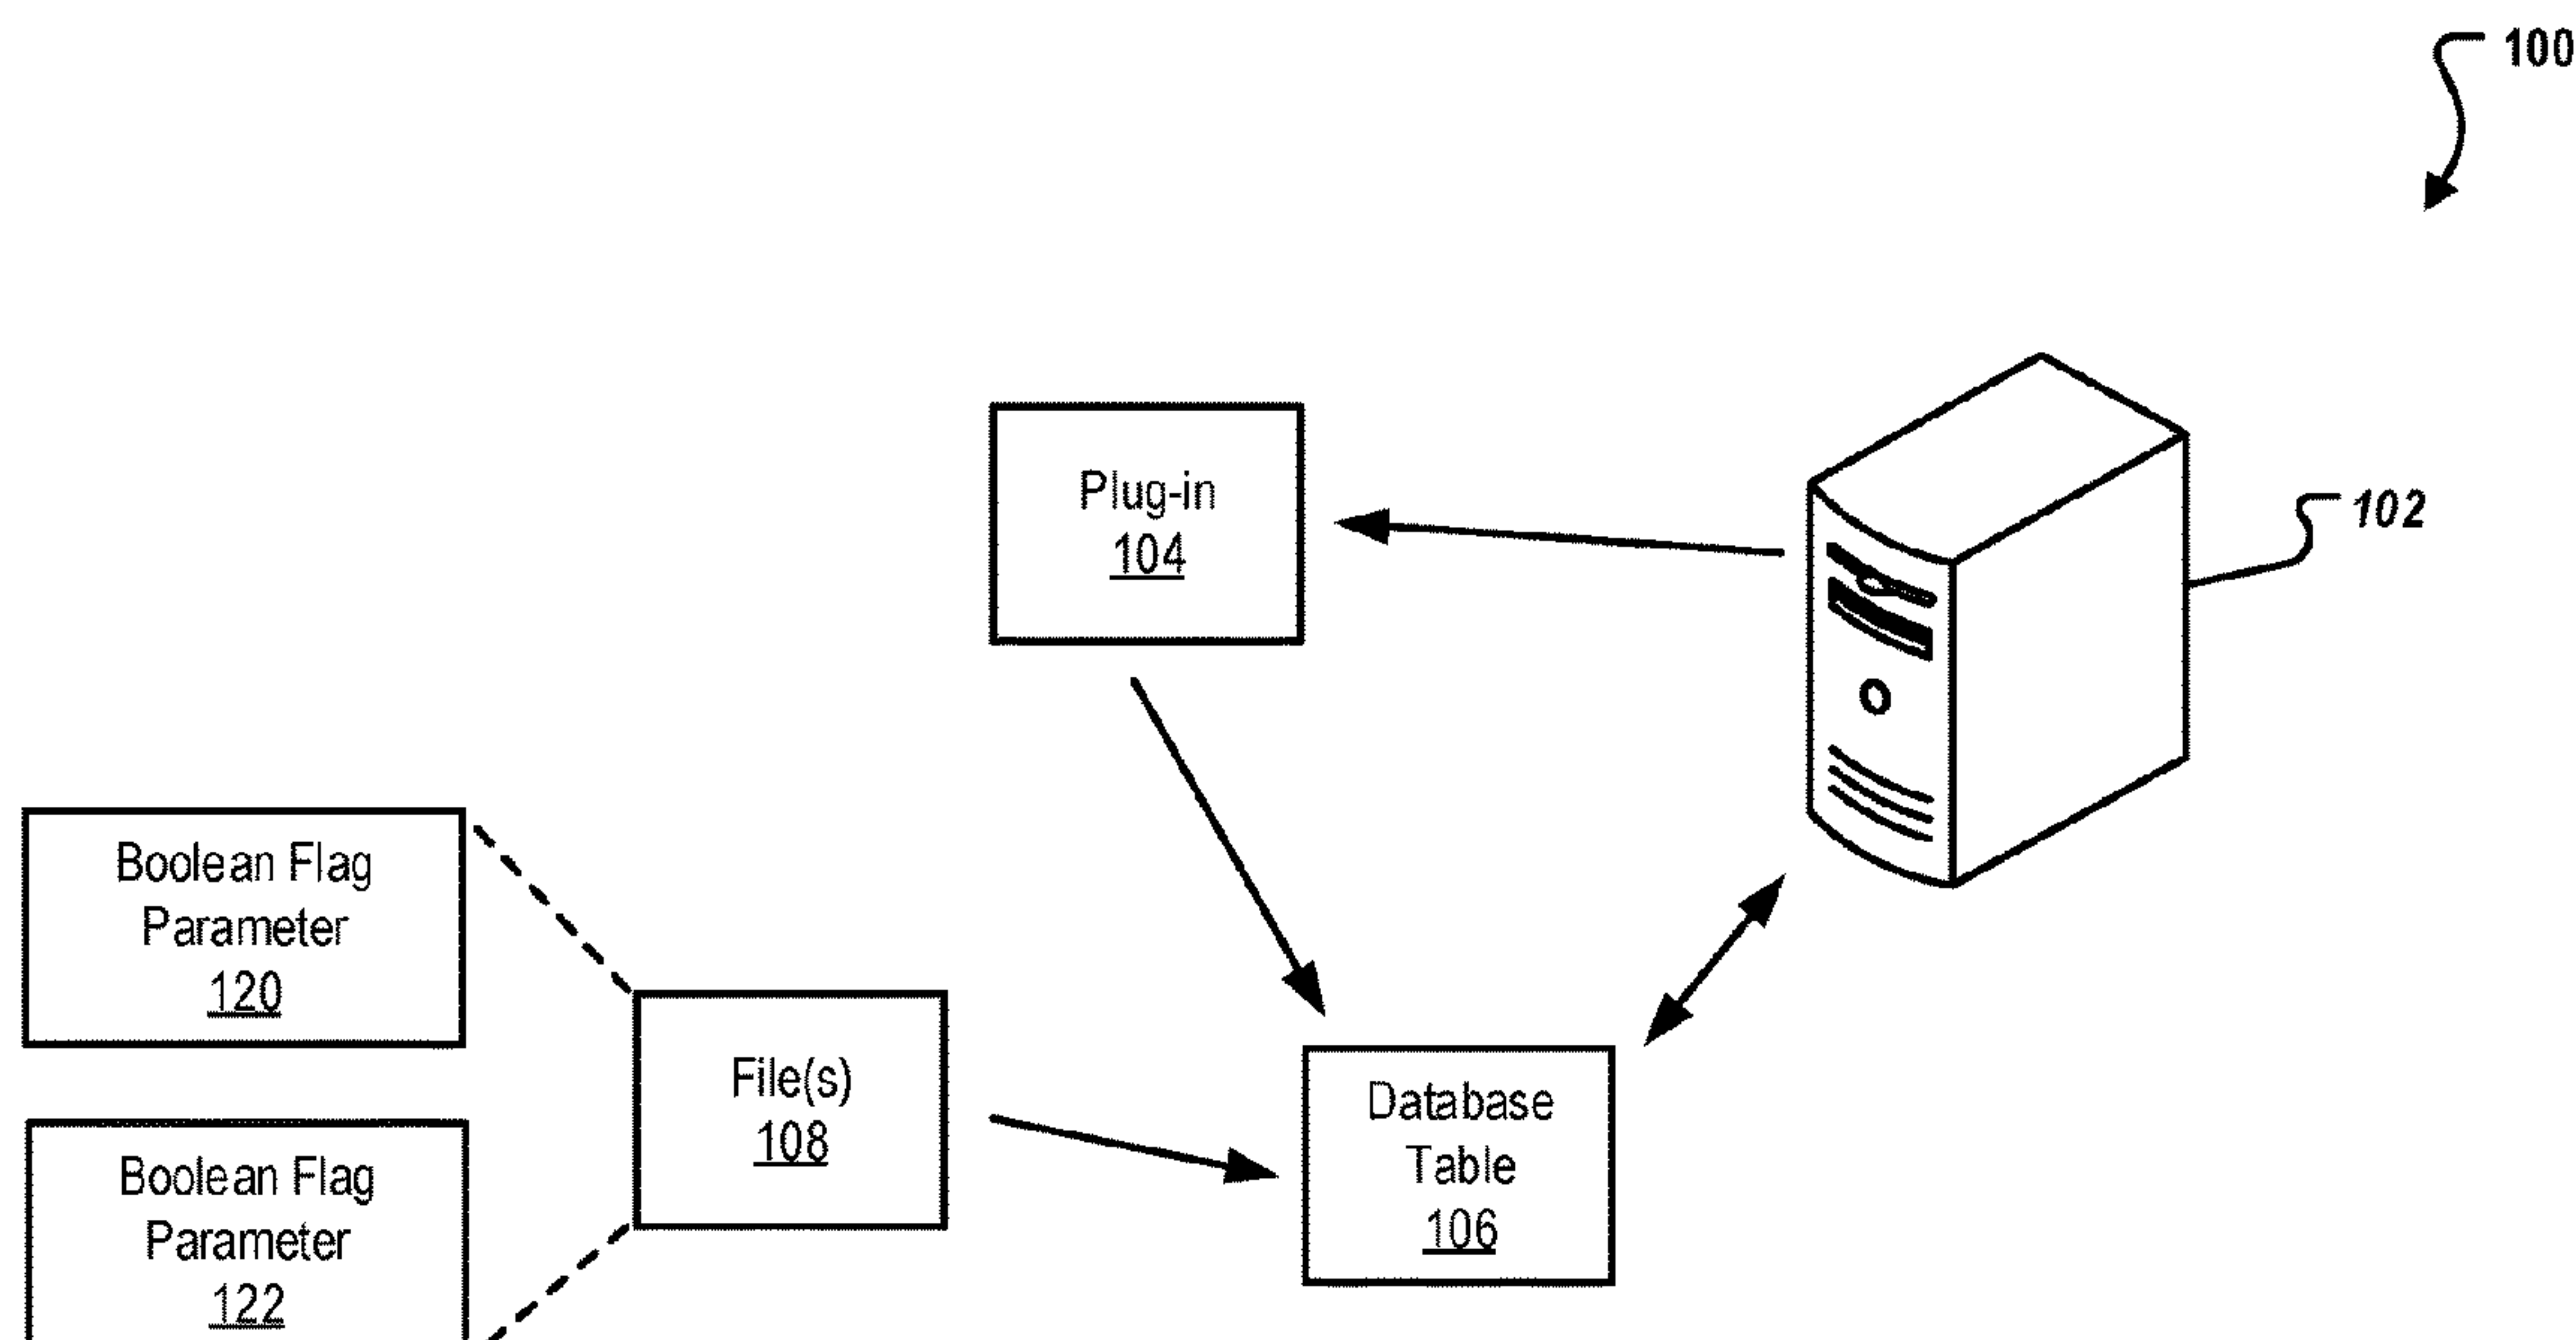 100
Plug-in
104
102
Boolean Flag
Parameter
120
File(s)
108
Database
Table
106
Boolean Flag
Parameter
122